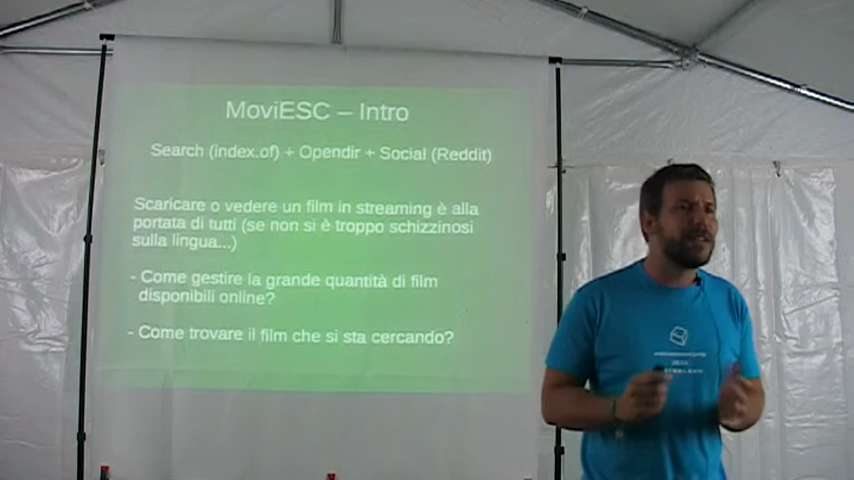 MoviESC – Intro
Search (index.of) + Opendir + Social (Reddit)
Scaricare o vedere un film in streaming è alla
portata di tutti (se non si è troppo schizzinosi
sulla lingua...)
- Come gestire la grande quantità di film
disponibili online?
- Come trovare il film che si sta cercando?